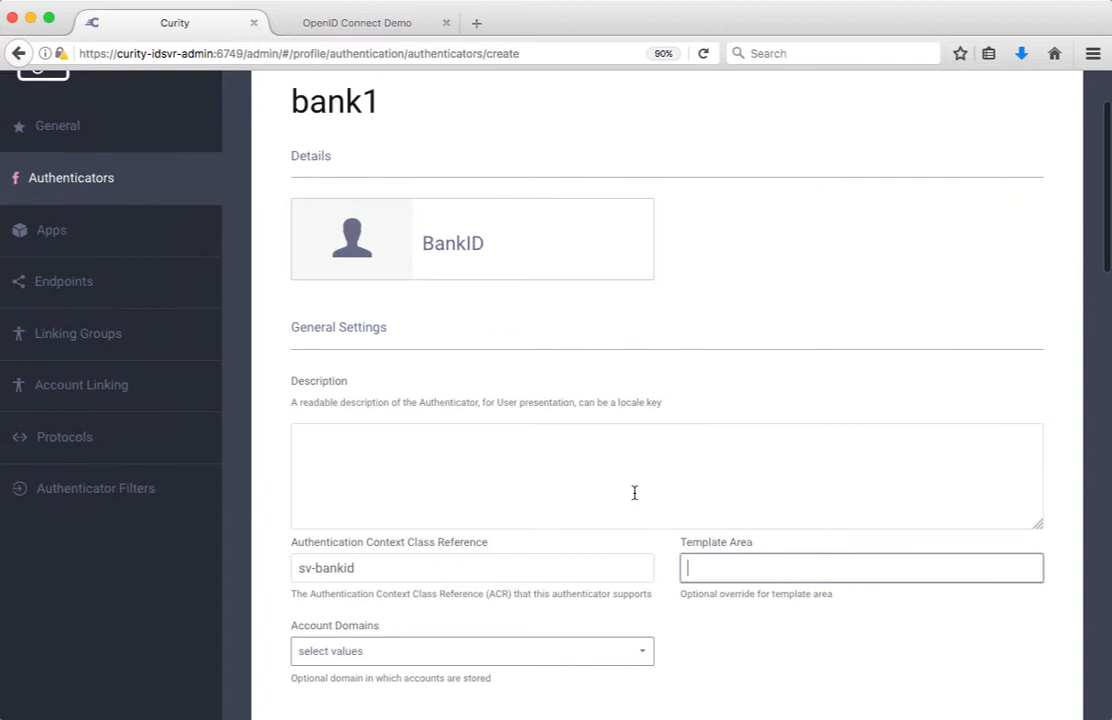 Curity
OpenID Connect Demo
https://curity-idsvr-admin:6749/admin/#/profile/authentication/authenticators/create
90%
Search
General
Authenticators
Apps
Endpoints
Linking Groups
Account Linking
Protocols
Authenticator Filters
bank1
Details
BankID
General Settings
Description
A readable description of the Authenticator, for User presentation, can be a locale key
Authentication Context Class Reference
Template Area
sv-bankid
The Authentication Context Class Reference (ACR) that this authenticator supports
Optional override for template area
Account Domains
select values
Optional domain in which accounts are stored